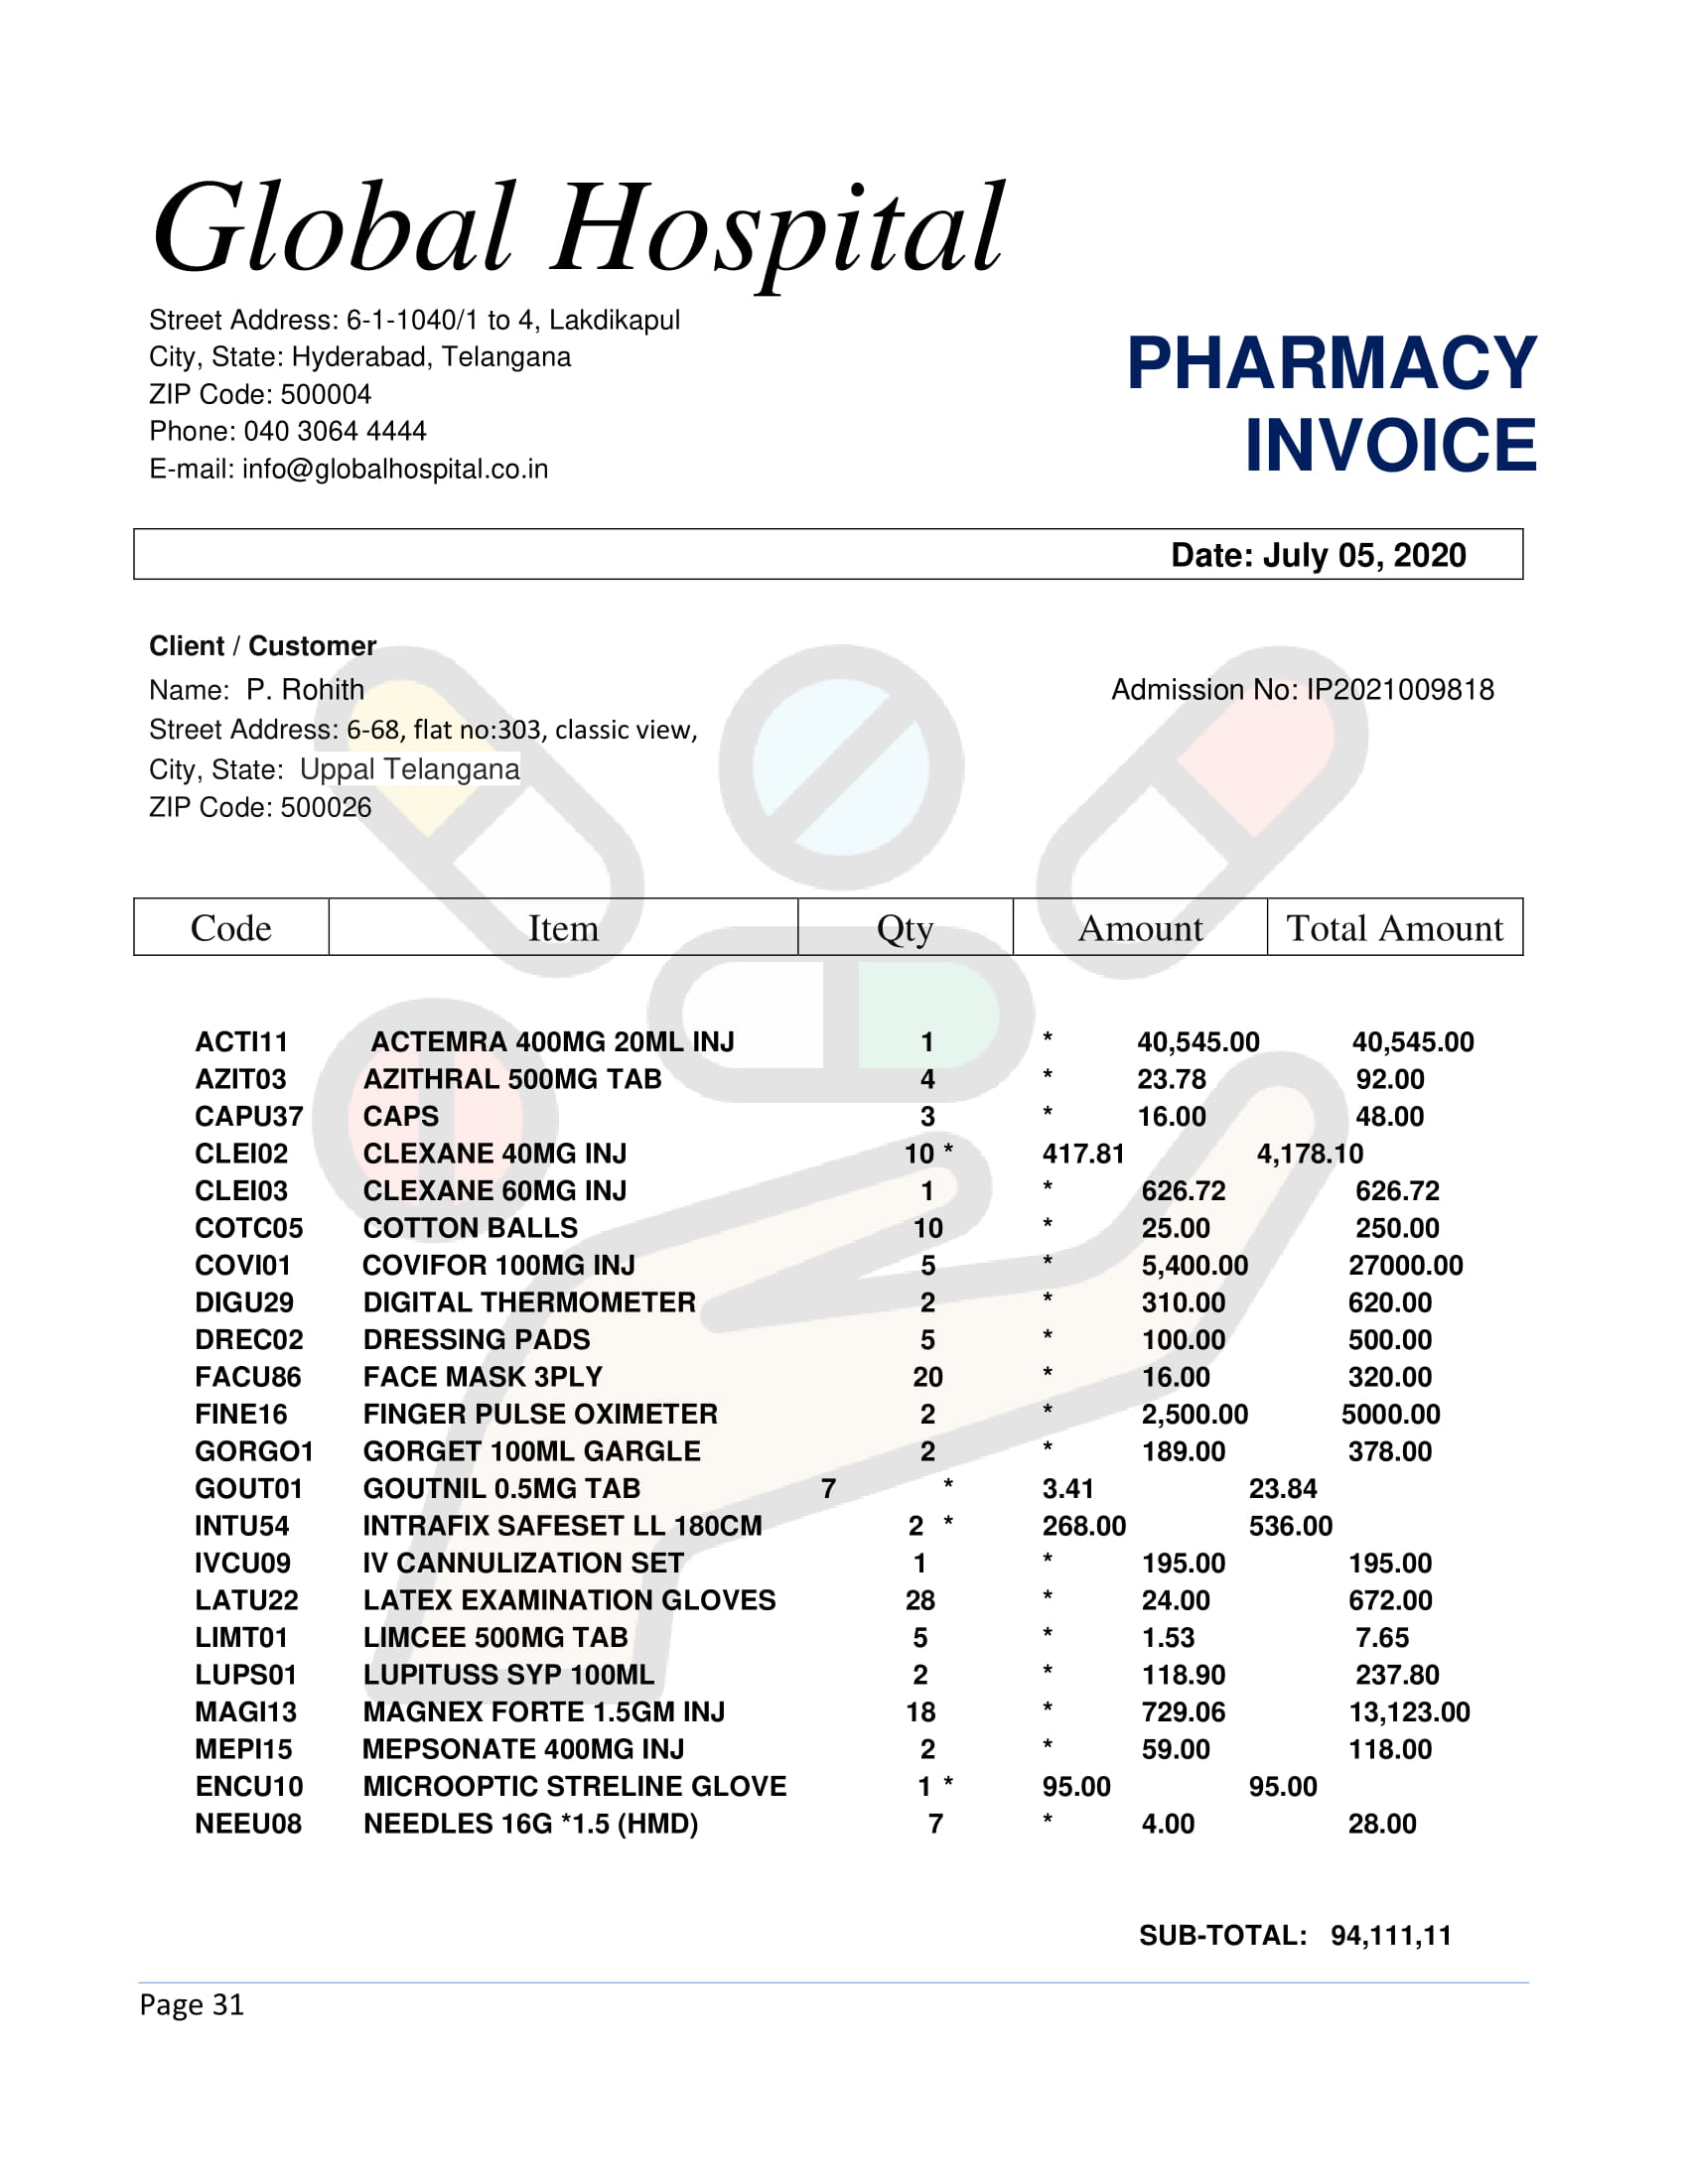 Global Hospital
Street Address: 6-1-1040/1 to 4, Lakdikapul
City, State: Hyderabad, Telangana
ZIP Code: 500004
Phone: 040 3064 4444
E-mail: info@globalhospital.co.in
PHARMACY
INVOICE
Date: July 05, 2020
Client / Customer
Name: P. Rohith Admission No: IP2021009818
Street Address: 6-68, flat no:303, classic view,
City, State: Uppal Telangana
ZIP Code: 500026
Code Item Qty Amount Total Amount
ACTI11 ACTEMRA 400MG 20ML INJ 1 * 40,545.00 40,545.00
AZIT03 AZITHRAL 500MG TAB 4 * 23.78 92.00
CAPU37 CAPS 3 * 16.00 48.00
CLEI02 CLEXANE 40MG INJ 10 * 417.81 4,178.10
CLEI03 CLEXANE 60MG INJ 1 * 626.72 626.72
COTC05 COTTON BALLS 10 * 25.00 250.00
COVI01 COVIFOR 100MG INJ 5 * 5,400.00 27000.00
DIGU29 DIGITAL THERMOMETER 2 * 310.00 620.00
DREC02 DRESSING PADS 5 * 100.00 500.00
FACU86 FACE MASK 3PLY 20 * 16.00 320.00
FINE16 FINGER PULSE OXIMETER 2 * 2,500.00 5000.00
GORGO1 GORGET 100ML GARGLE 2 * 189.00 378.00
GOUT01 GOUTNIL 0.5MG TAB 7 * 3.41 23.84
INTU54 INTRAFIX SAFESET LL 180CM 2 * 268.00 536.00
IVCU09 IV CANNULIZATION SET 1 * 195.00 195.00
LATU22 LATEX EXAMINATION GLOVES 28 * 24.00 672.00
LIMT01 LIMCEE 500MG TAB 5 * 1.53 7.65
LUPS01 LUPITUSS SYP 100ML 2 * 118.90 237.80
MAGI13 MAGNEX FORTE 1.5GM INJ 18 * 729.06 13,123.00
MEPI15 MEPSONATE 400MG INJ 2 * 59.00 118.00
ENCU10 MICROOPTIC STRELINE GLOVE 1 * 95.00 95.00
NEEU08 NEEDLES 16G *1.5 (HMD) 7 * 4.00 28.00
SUB-TOTAL: 94,111,11
Page 31